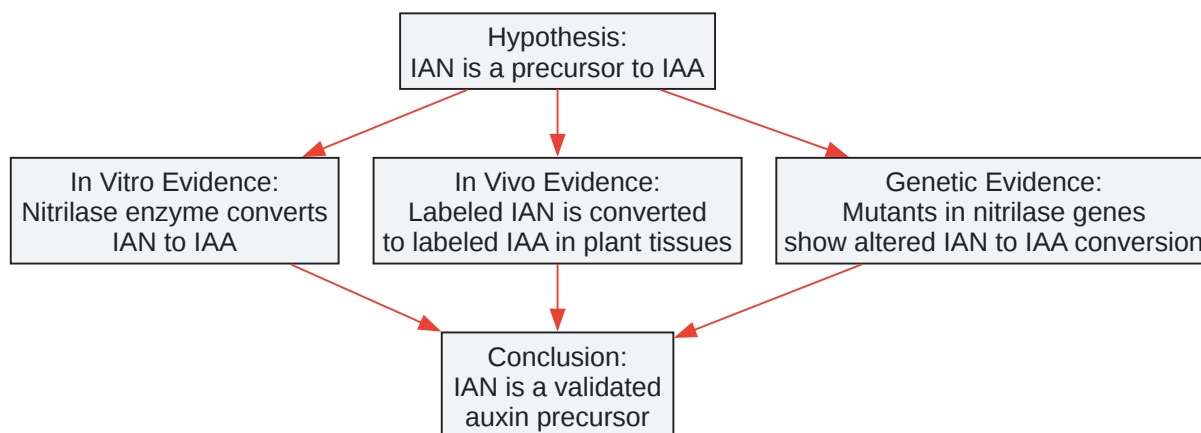 Hypothesis:
IAN is a precursor to IAA
In Vitro Evidence:
Nitrilase enzyme converts
IAN to IAA
In Vivo Evidence:
Labeled IAN is converted
to labeled IAA in plant tissues
Genetic Evidence:
Mutants in nitrilase genes
show altered IAN to IAA conversion
Conclusion:
IAN is a validated
auxin precursor